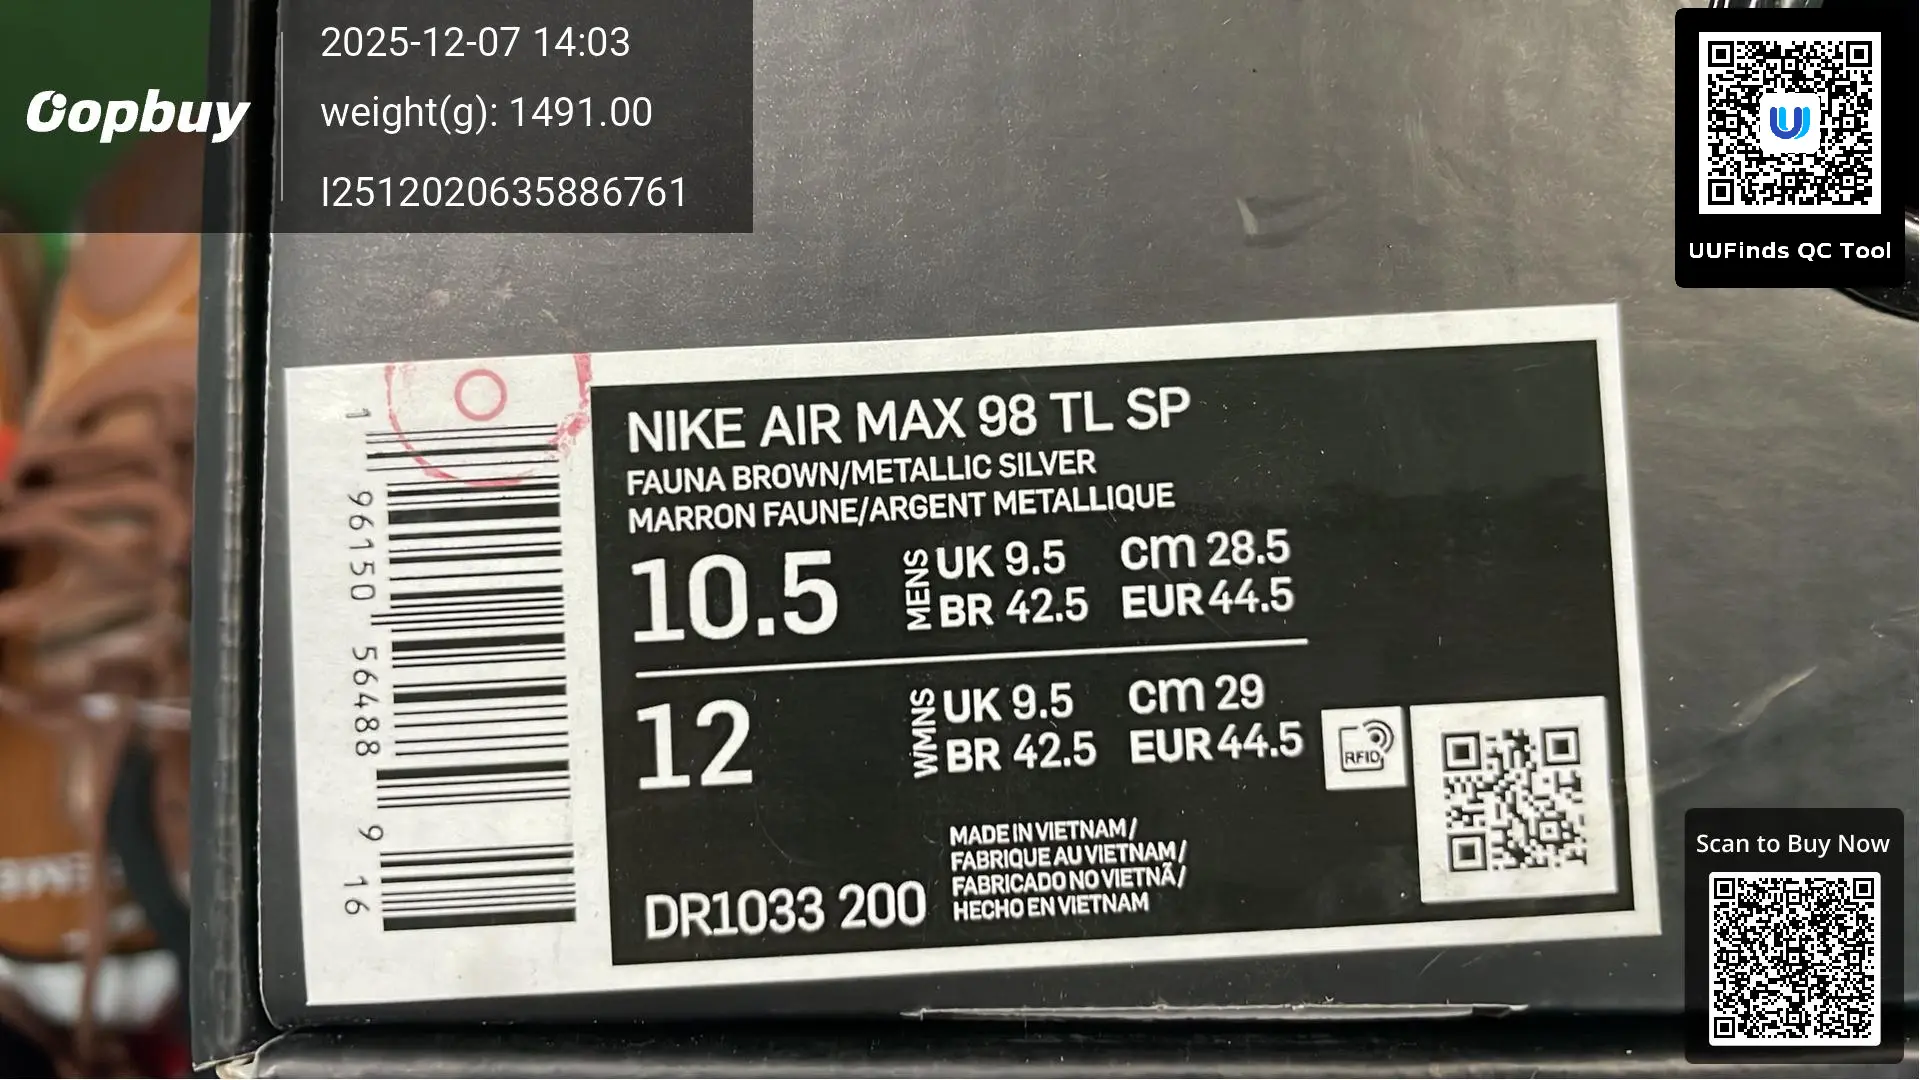 oopbuy
2025-12-07 14:03
weight(g): 1491.00
I2512020635886761
UUFinds QC Tool
1 96150 56488 9 16
NIKE AIR MAX 98 TL SP
FAUNA BROWN/METALLIC SILVER
MARRON FAUNE/ARGENT METALLIQUE
10.5 MENS UK 9.5 cm 28.5
BR 42.5 EUR 44.5
12 WMNS UK 9.5 cm 29
BR 42.5 EUR 44.5
RFID
MADE IN VIETNAM/
FABRIQUE AU VIETNAM/
FABRICADO NO VIETNÃ/
HECHO EN VIETNAM
DR1033 200
Scan to Buy Now